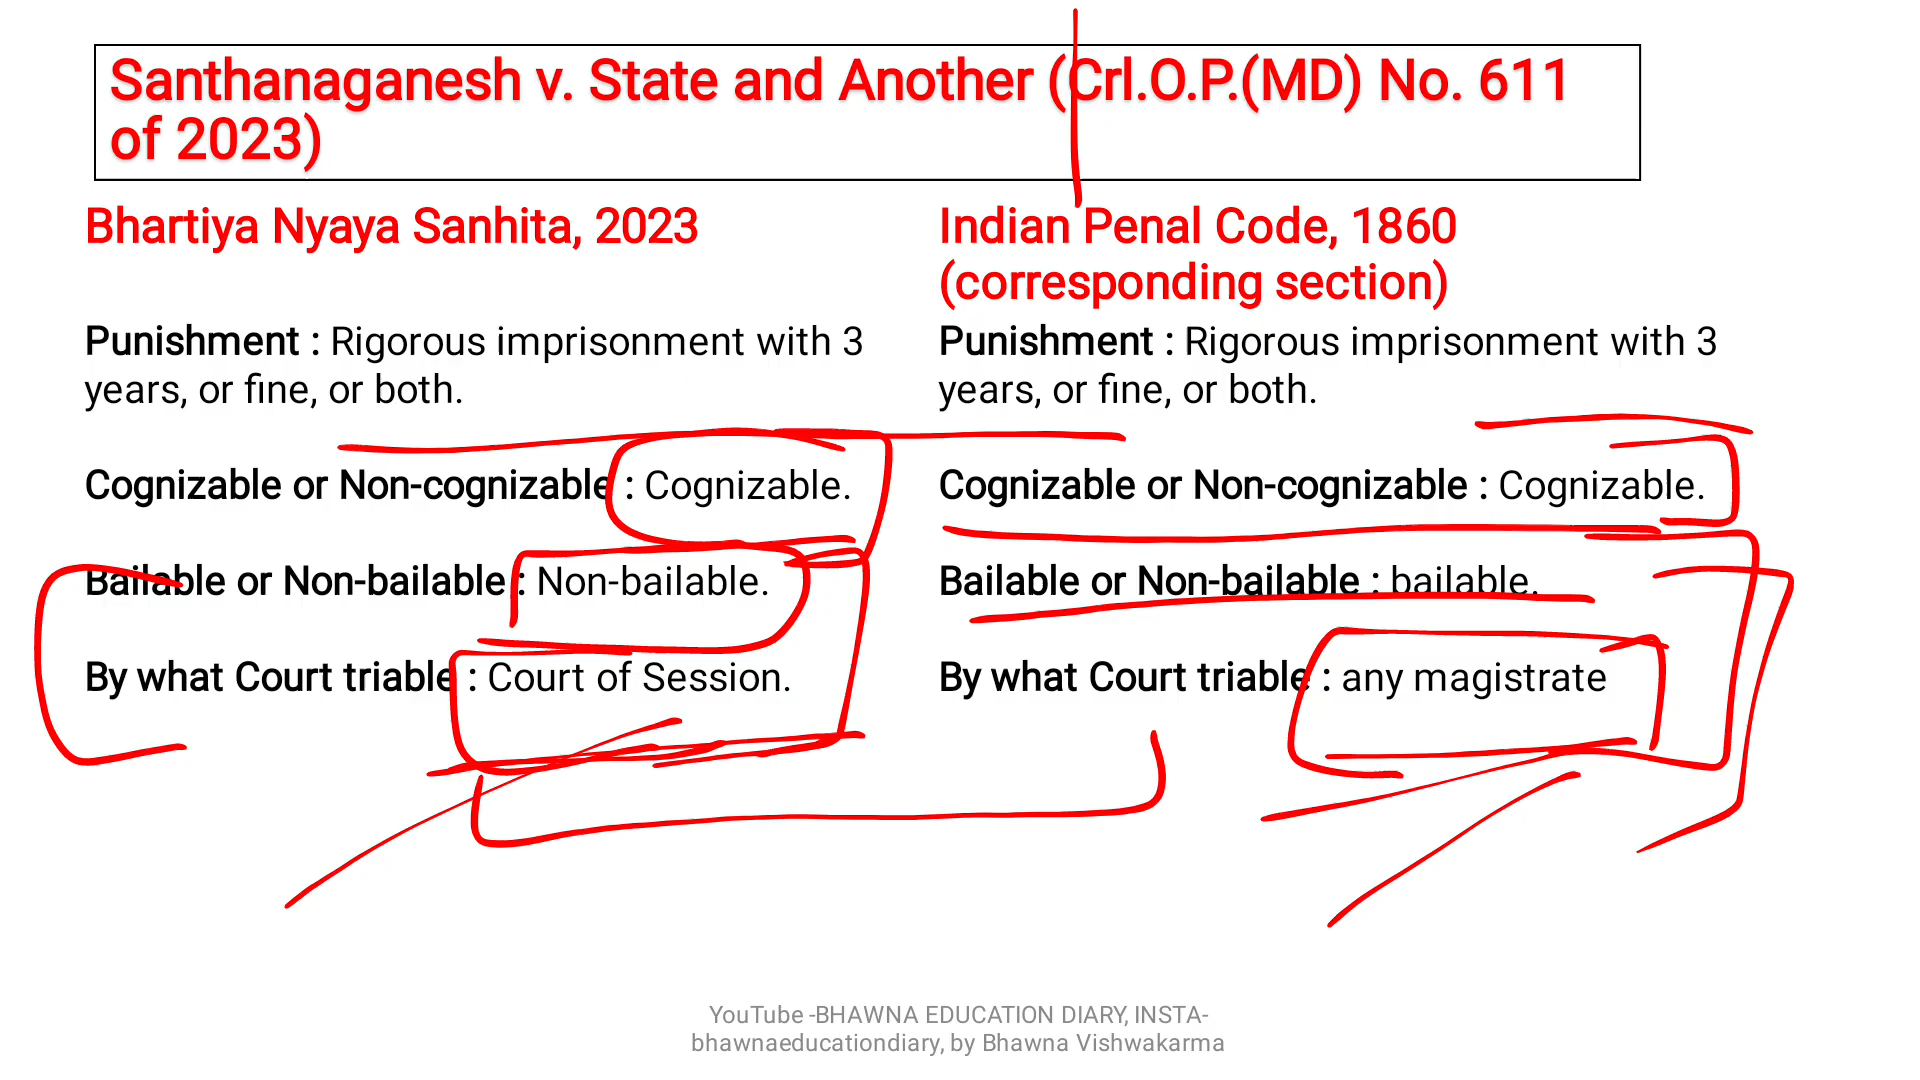 Santhanaganesh v. State and Another (Crl.O.P.(MD) No. 611
of 2023)
Bhartiya Nyaya Sanhita, 2023
Punishment : Rigorous imprisonment with 3
years, or fine, or both.
Cognizable or Non-cognizable : Cognizable.
Bailable or Non-bailable : Non-bailable.
By what Court triable : Court of Session.
Indian Penal Code, 1860
(corresponding section)
Punishment : Rigorous imprisonment with 3
years, or fine, or both.
Cognizable or Non-cognizable : Cognizable.
Bailable or Non-bailable : bailable.
By what Court triable : any magistrate
YouTube -BHAWNA EDUCATION DIARY, INSTA-
bhawnaeducationdiary, by Bhawna Vishwakarma